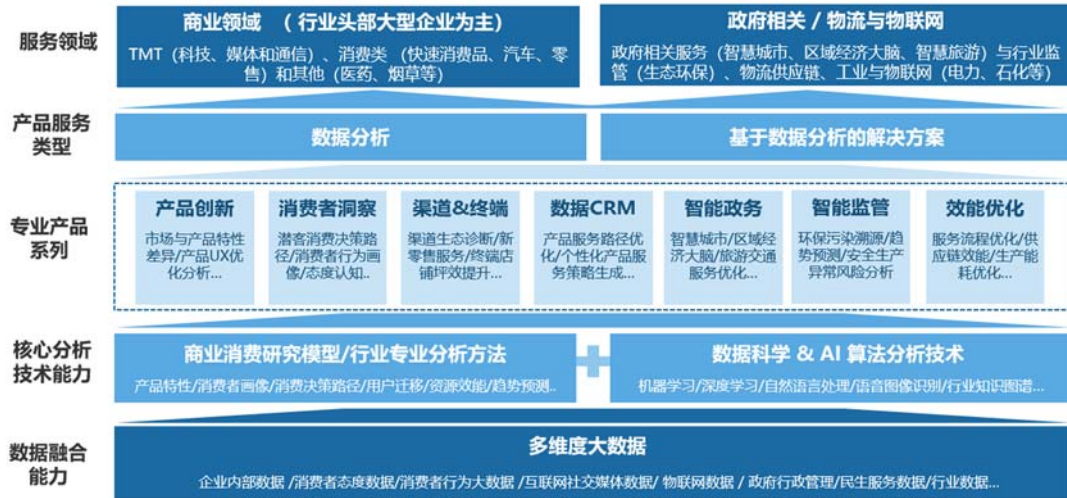 服务领域
商业领域 （ 行业头部大型企业为主）
TMT（科技、媒体和通信）、消费类 （快速消费品、汽车、零
售）和其他（医药、烟草等）
政府相关 / 物流与物联网
政府相关服务（智慧城市、区域经济大脑、智慧旅游）与行业监
管（生态环保）、物流供应链、工业与物联网（电力、石化等）
产品服务
类型
数据分析
基于数据分析的解决方案
专业产品
系列
产品创新
市场与产品特性
差异/产品UX优
化分析...
消费者洞察
潜客消费决策路
径/消费者行为画
像/态度认知..
渠道&终端
渠道生态诊断/新
零售服务/终端店
铺坪效提升...
数据CRM
产品服务路径优
化/个性化产品服
务策略生成...
智能政务
智慧城市/区域经
济大脑/旅游交通
服务优化...
智能监管
环保污染溯源/趋
势预测/安全生产
异常风险分析
效能优化
服务流程优化/供
应链效能/生产能
耗优化...
核心分析
技术能力
商业消费研究模型/行业专业分析方法
产品特性/消费者画像/消费决策路径/用户迁移/资源效能/趋势预测..
数据科学 & AI 算法分析技术
机器学习/深度学习/自然语言处理/语音图像识别/行业知识图谱...
数据融合
能力
多维度大数据
企业内部数据 /消费者态度数据/消费者行为大数据 /互联网社交媒体数据/ 物联网数据 / 政府行政管理/民生服务数据/行业数据...